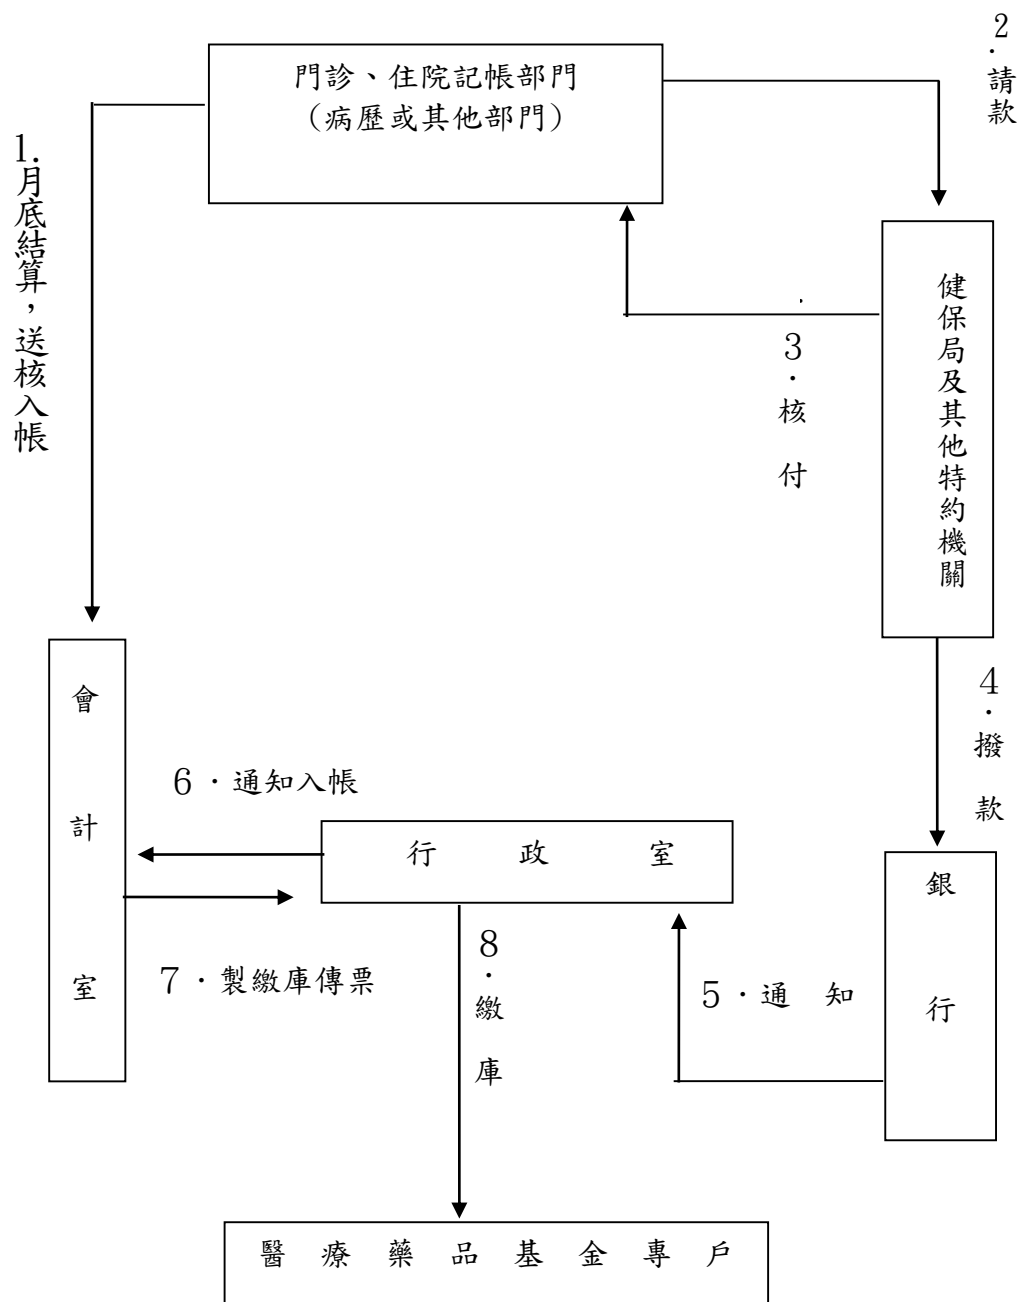 門診、住院記帳部門
(病歷或其他部門)
2.請款
1.月底結算，送核入帳
健保局及其他特約機關
3.核付
4.撥款
會計室
6.通知入帳
行政室
銀行
7.製繳庫傳票
8.繳庫
5.通知
醫療藥品基金專戶